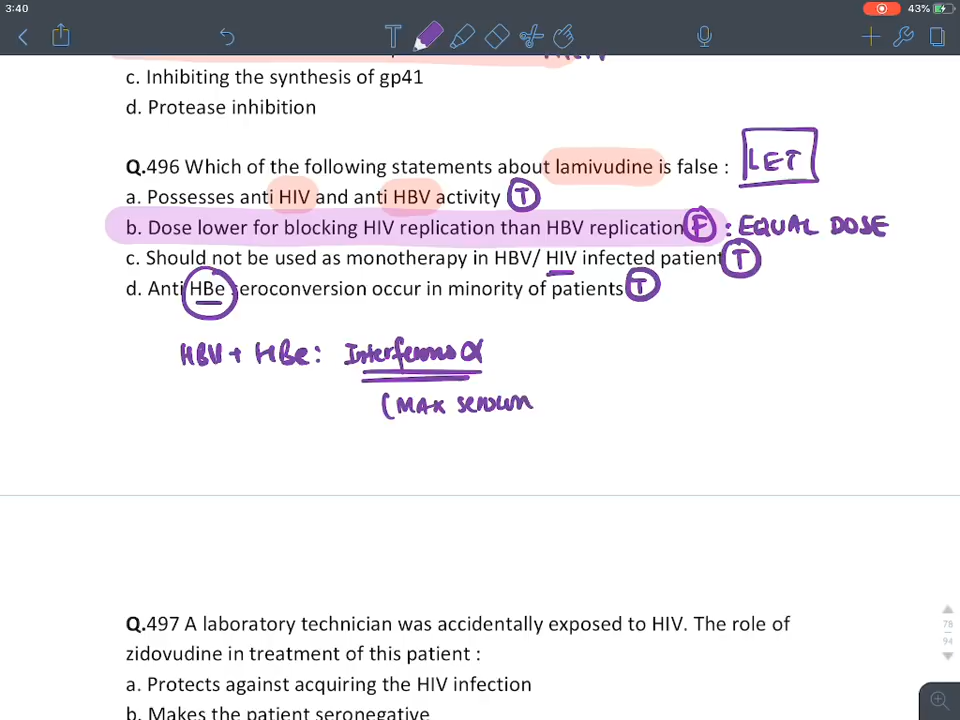 3:40
43%
T
c. Inhibiting the synthesis of gp41
d. Protease inhibition
Q.496 Which of the following statements about lamivudine is false :
LET
a. Possesses anti HIV and anti HBV activity T
b. Dose lower for blocking HIV replication than HBV replication F : EQUAL DOSE
c. Should not be used as monotherapy in HBV/ HIV infected patient T
d. Anti HBe seroconversion occur in minority of patients T
HBV + HBe: Interferons α
(MAX serown
Q.497 A laboratory technician was accidentally exposed to HIV. The role of
zidovudine in treatment of this patient :
a. Protects against acquiring the HIV infection
b. Makes the patient seronegative
78
94